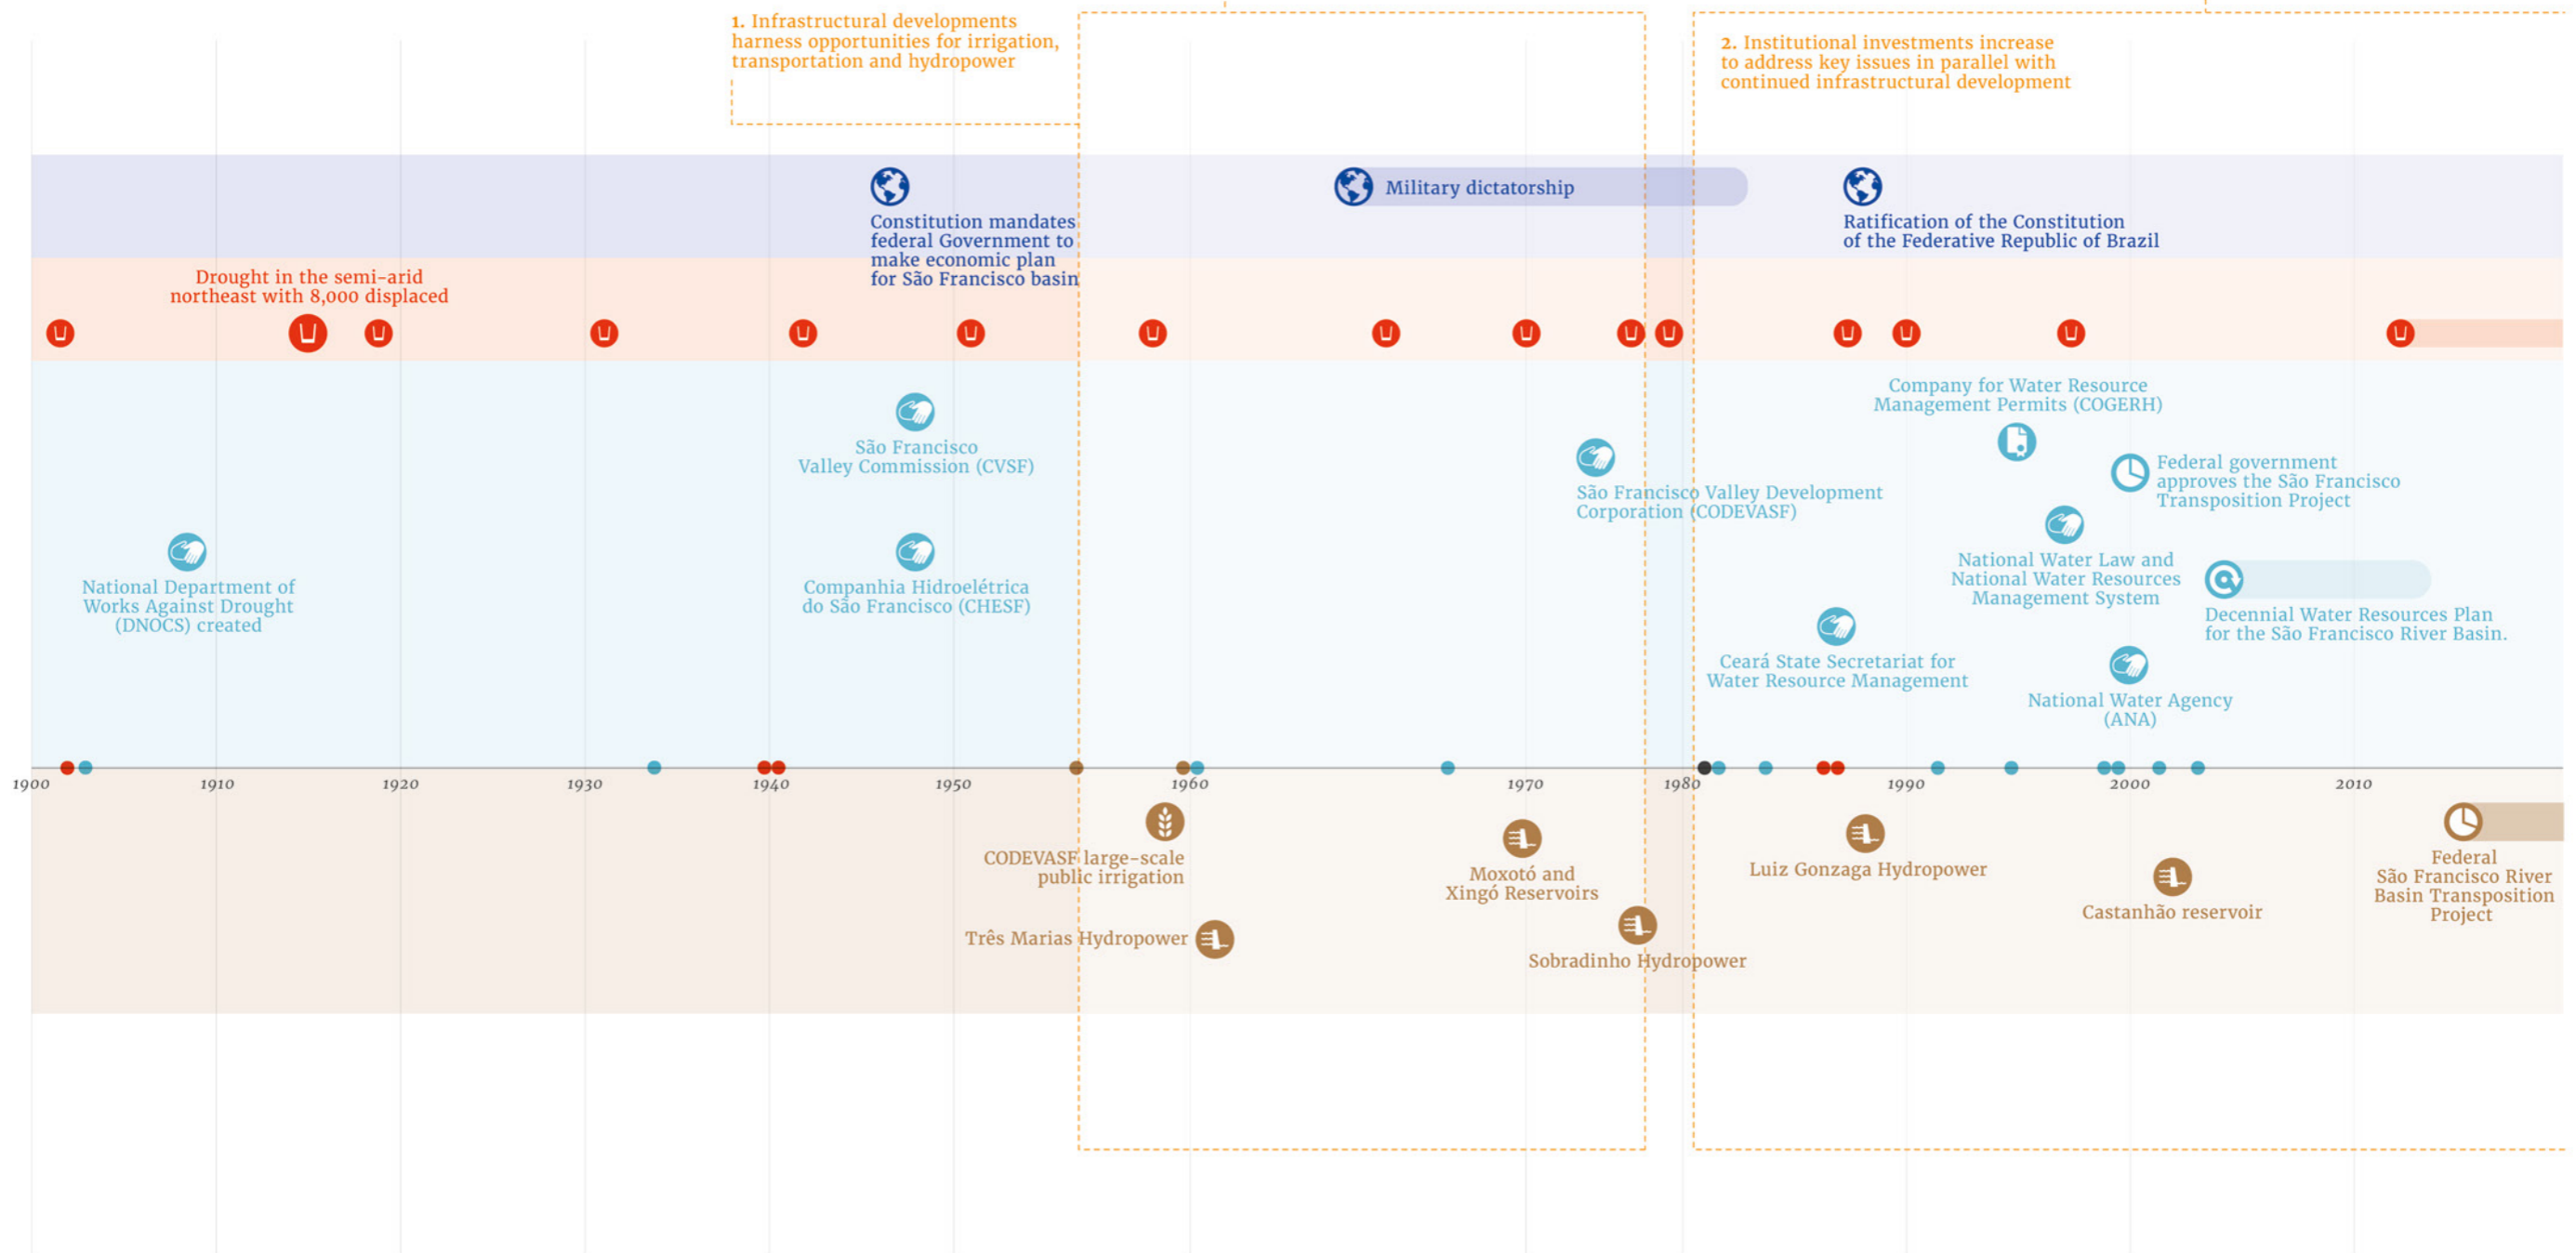 1. Infrastructural developments
harness opportunities for irrigation,
transportation and hydropower
2. Institutional investments increase
to address key issues in parallel with
continued infrastructural development
Constitution mandates
federal Government to
make economic plan
for São Francisco basin
Military dictatorship
Ratification of the Constitution
of the Federative Republic of Brazil
Drought in the semi-arid
northeast with 8,000 displaced
Company for Water Resource
Management Permits (COGERH)
São Francisco
Valley Commission (CVSF)
São Francisco Valley Development
Corporation (CODEVASF)
Federal government
approves the São Francisco
Transposition Project
National Department of
Works Against Drought
(DNOCS) created
Companhia Hidroelétrica
do São Francisco (CHESF)
National Water Law and
National Water Resources
Management System
Decennial Water Resources Plan
for the São Francisco River Basin.
Ceará State Secretariat for
Water Resource Management
National Water Agency
(ANA)
1900 1910 1920 1930 1940 1950 1960 1970 1980 1990 2000 2010
CODEVASF large-scale
public irrigation
Três Marias Hydropower
Moxotó and
Xingó Reservoirs
Sobradinho Hydropower
Luiz Gonzaga Hydropower
Castanhão reservoir
Federal
São Francisco River
Basin Transposition
Project